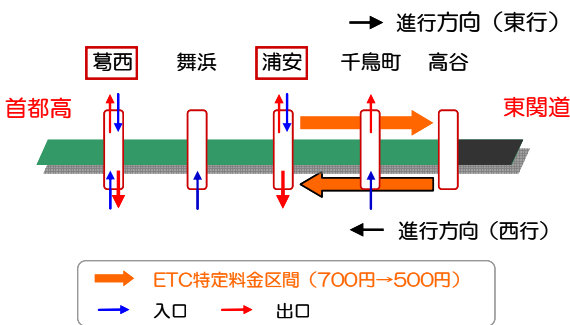 進行方向（東行）
葛西 舞浜 浦安 千鳥町 高谷
首都高 東関道
進行方向（西行）
ETC特定料金区間（700円→500円）
入口 出口